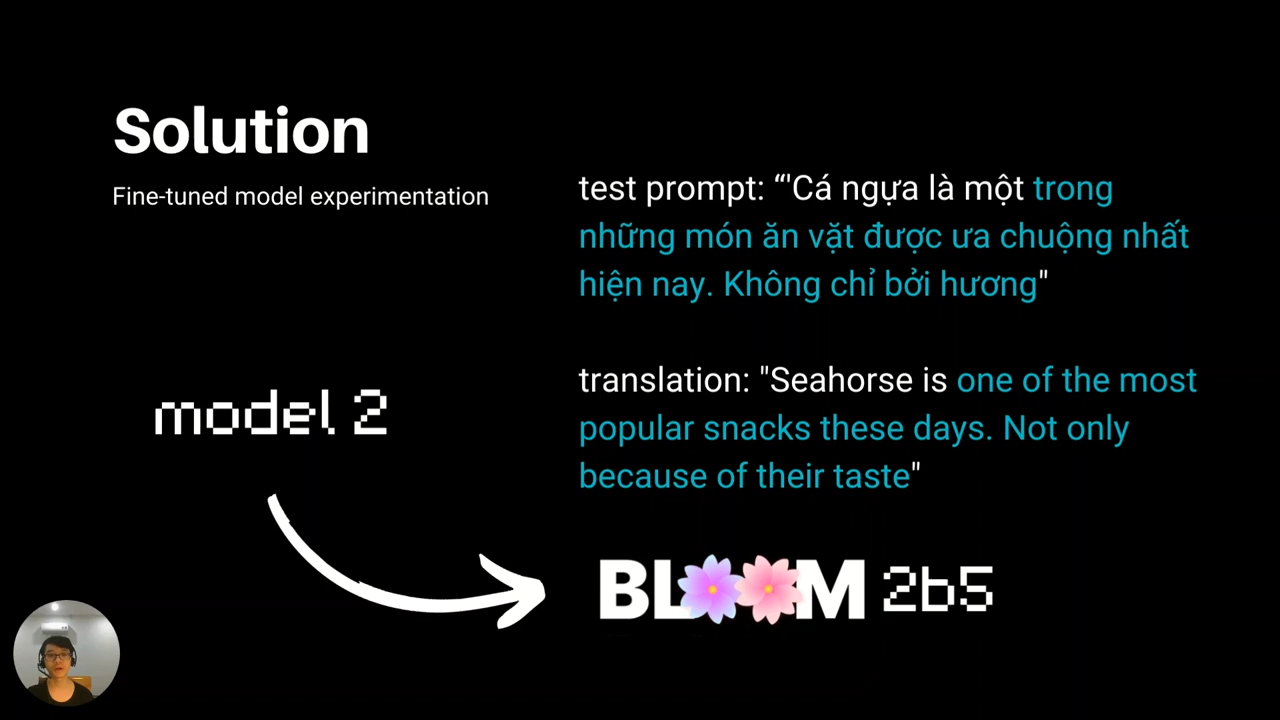 Solution
Fine-tuned model experimentation
test prompt: “'Cá ngựa là một trong
những món ăn vặt được ưa chuộng nhất
hiện nay. Không chỉ bởi hương"
translation: "Seahorse is one of the most
popular snacks these days. Not only
because of their taste"
model 2
BLOOM 2b5